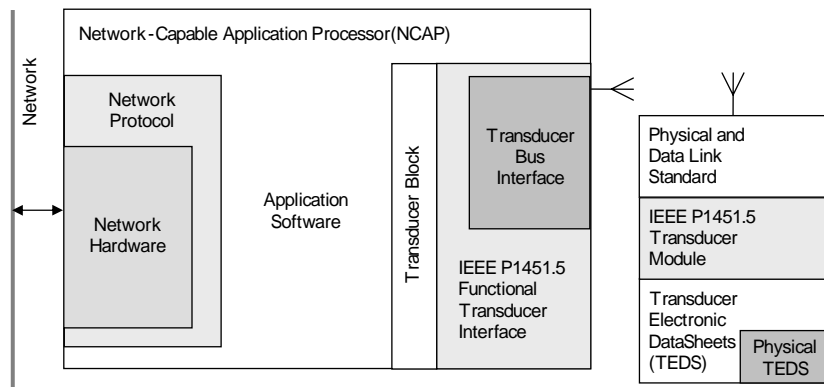 Network-Capable Application Processor(NCAP)
Network
Network
Protocol
Network
Hardware
Application
Software
Transducer Block
Transducer
Bus
Interface
IEEE P1451.5
Functional
Transducer
Interface
Physical and
Data Link
Standard
IEEE P1451.5
Transducer
Module
Transducer
Electronic
DataSheets
(TEDS)
Physical
TEDS